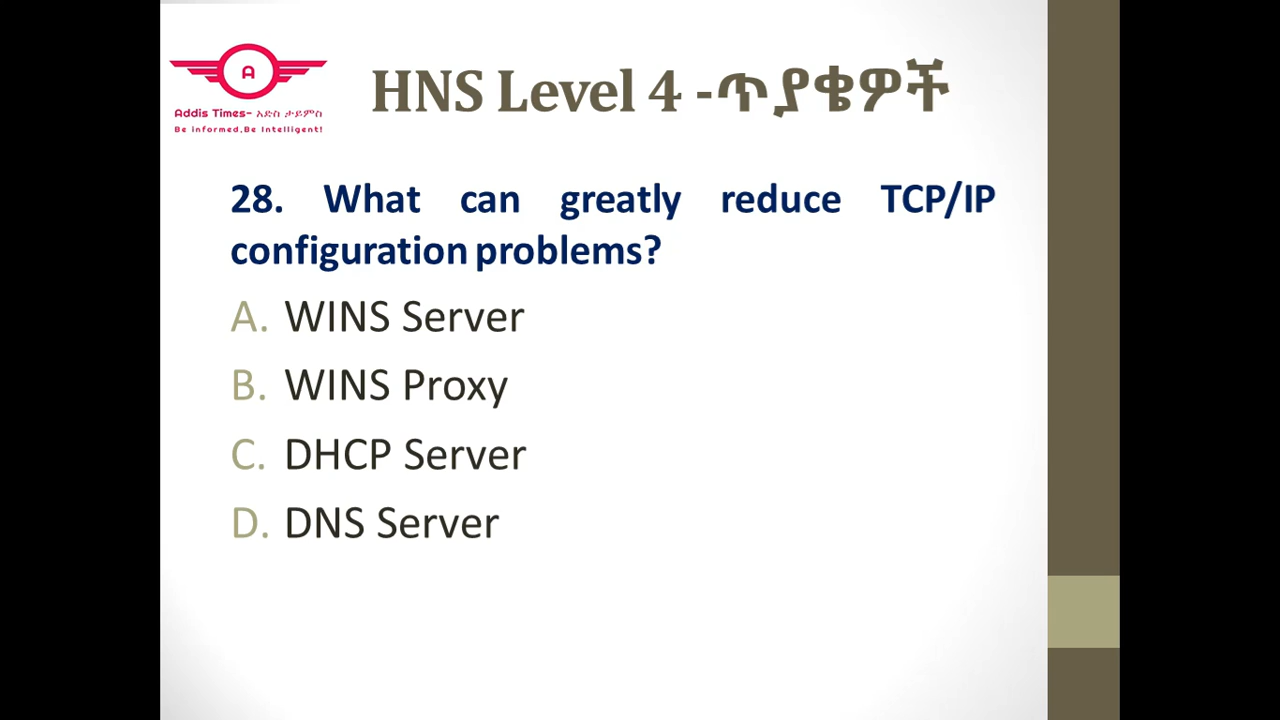 A
Addis Times- አዲስ ታይምስ
Be informed,Be Intelligent!
HNS Level 4 -ጥያቄዎች
28. What can greatly reduce TCP/IP
configuration problems?
A. WINS Server
B. WINS Proxy
C. DHCP Server
D. DNS Server